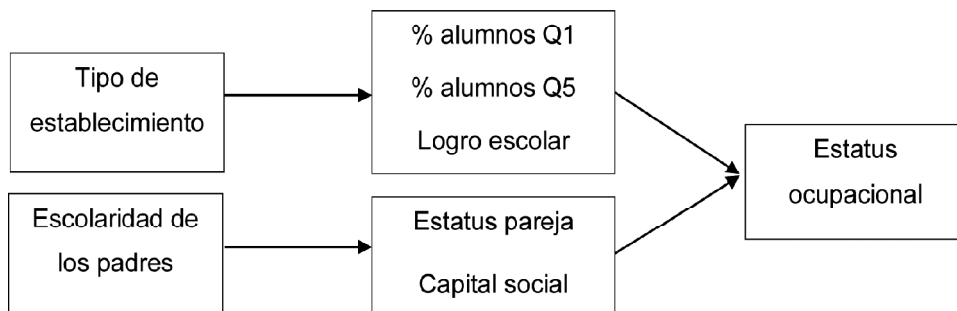 Tipo de
establecimiento
% alumnos Q1
% alumnos Q5
Logro escolar
Escolaridad de
los padres
Estatus pareja
Capital social
Estatus
ocupacional